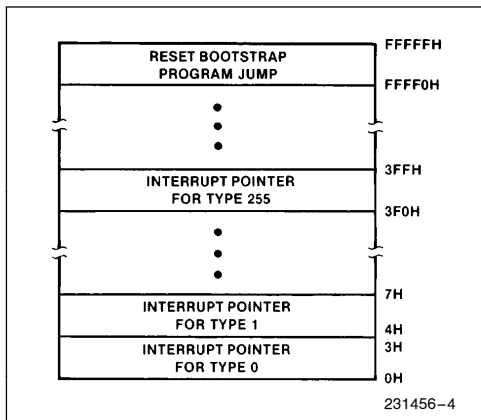 RESET BOOTSTRAP
PROGRAM JUMP
FFFFFH
FFFF0H
INTERRUPT POINTER
FOR TYPE 255
3FFH
3F0H
INTERRUPT POINTER
FOR TYPE 1
7H
4H
INTERRUPT POINTER
FOR TYPE 0
3H
0H
231456-4